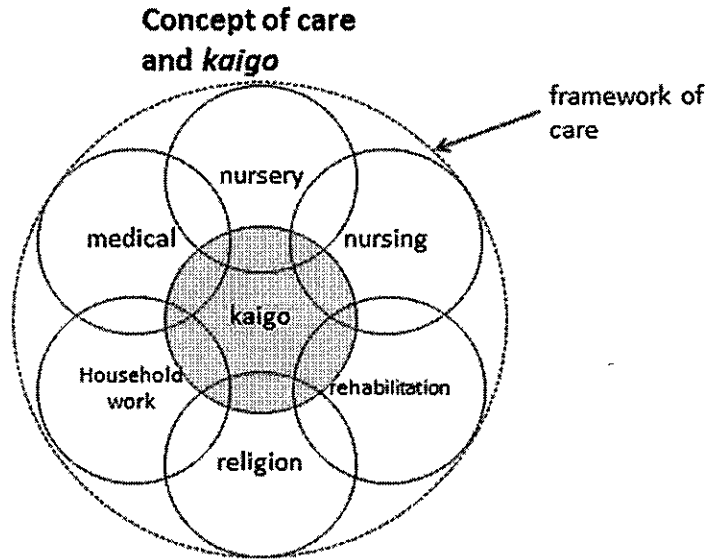 Concept of care
and kaigo
framework of
care
nursery
medical
nursing
kaigo
Household
work
rehabilitation
religion